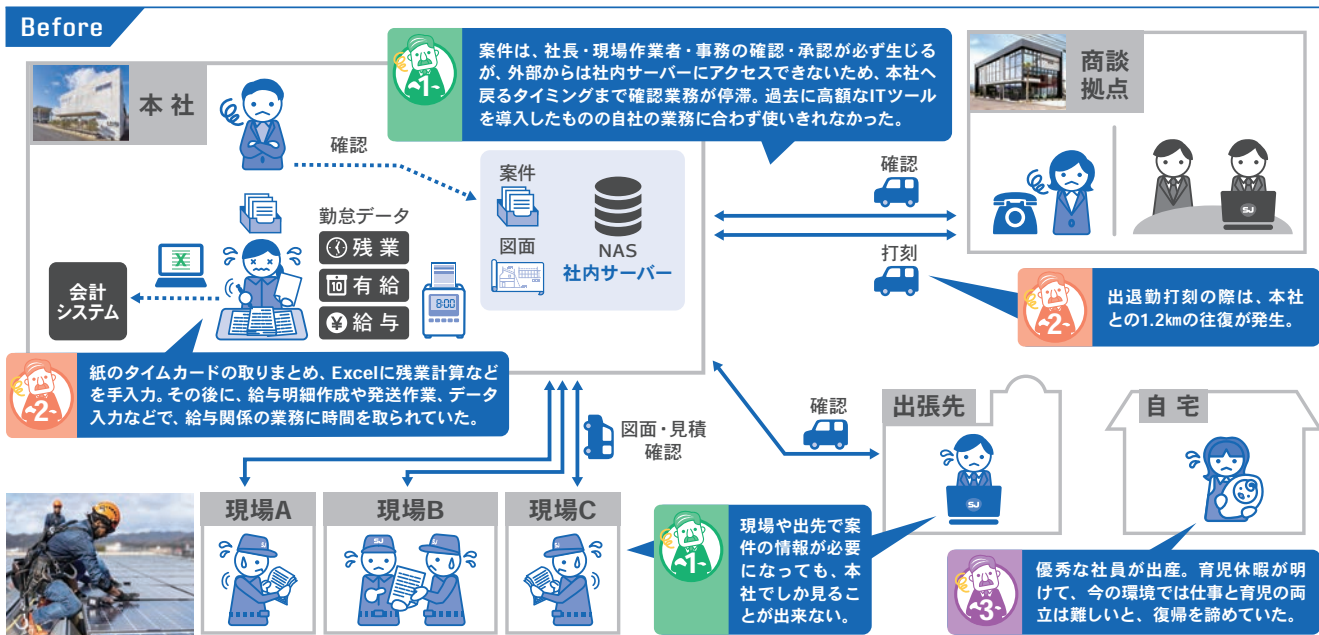 Before
本社
確認
案件
図面
NAS
社内サーバー
勤怠データ
残業
10
有給
¥
給与
8:00
X
会計
システム
~1~
案件は、社長・現場作業者・事務の確認・承認が必ず生じる
が、外部からは社内サーバーにアクセスできないため、本社へ
戻るタイミングまで確認業務が停滞。過去に高額なITツール
を導入したものの自社の業務に合わず使いきれなかった。
商談
拠点
SJ
確認
打刻
~2~
出退勤打刻の際は、本社
との1.2㎞の往復が発生。
~2~
紙のタイムカードの取りまとめ、Excelに残業計算など
を手入力。その後に、給与明細作成や発送作業、データ
入力などで、給与関係の業務に時間を取られていた。
図面・見積
確認
確認
出張先
SJ
自宅
現場A
現場B
SJ
現場C
~1~
現場や出先で案
件の情報が必要
になっても、本
社でしか見るこ
とが出来ない。
~3~
優秀な社員が出産。育児休暇が明
けて、今の環境では仕事と育児の両
立は難しいと、復帰を諦めていた。